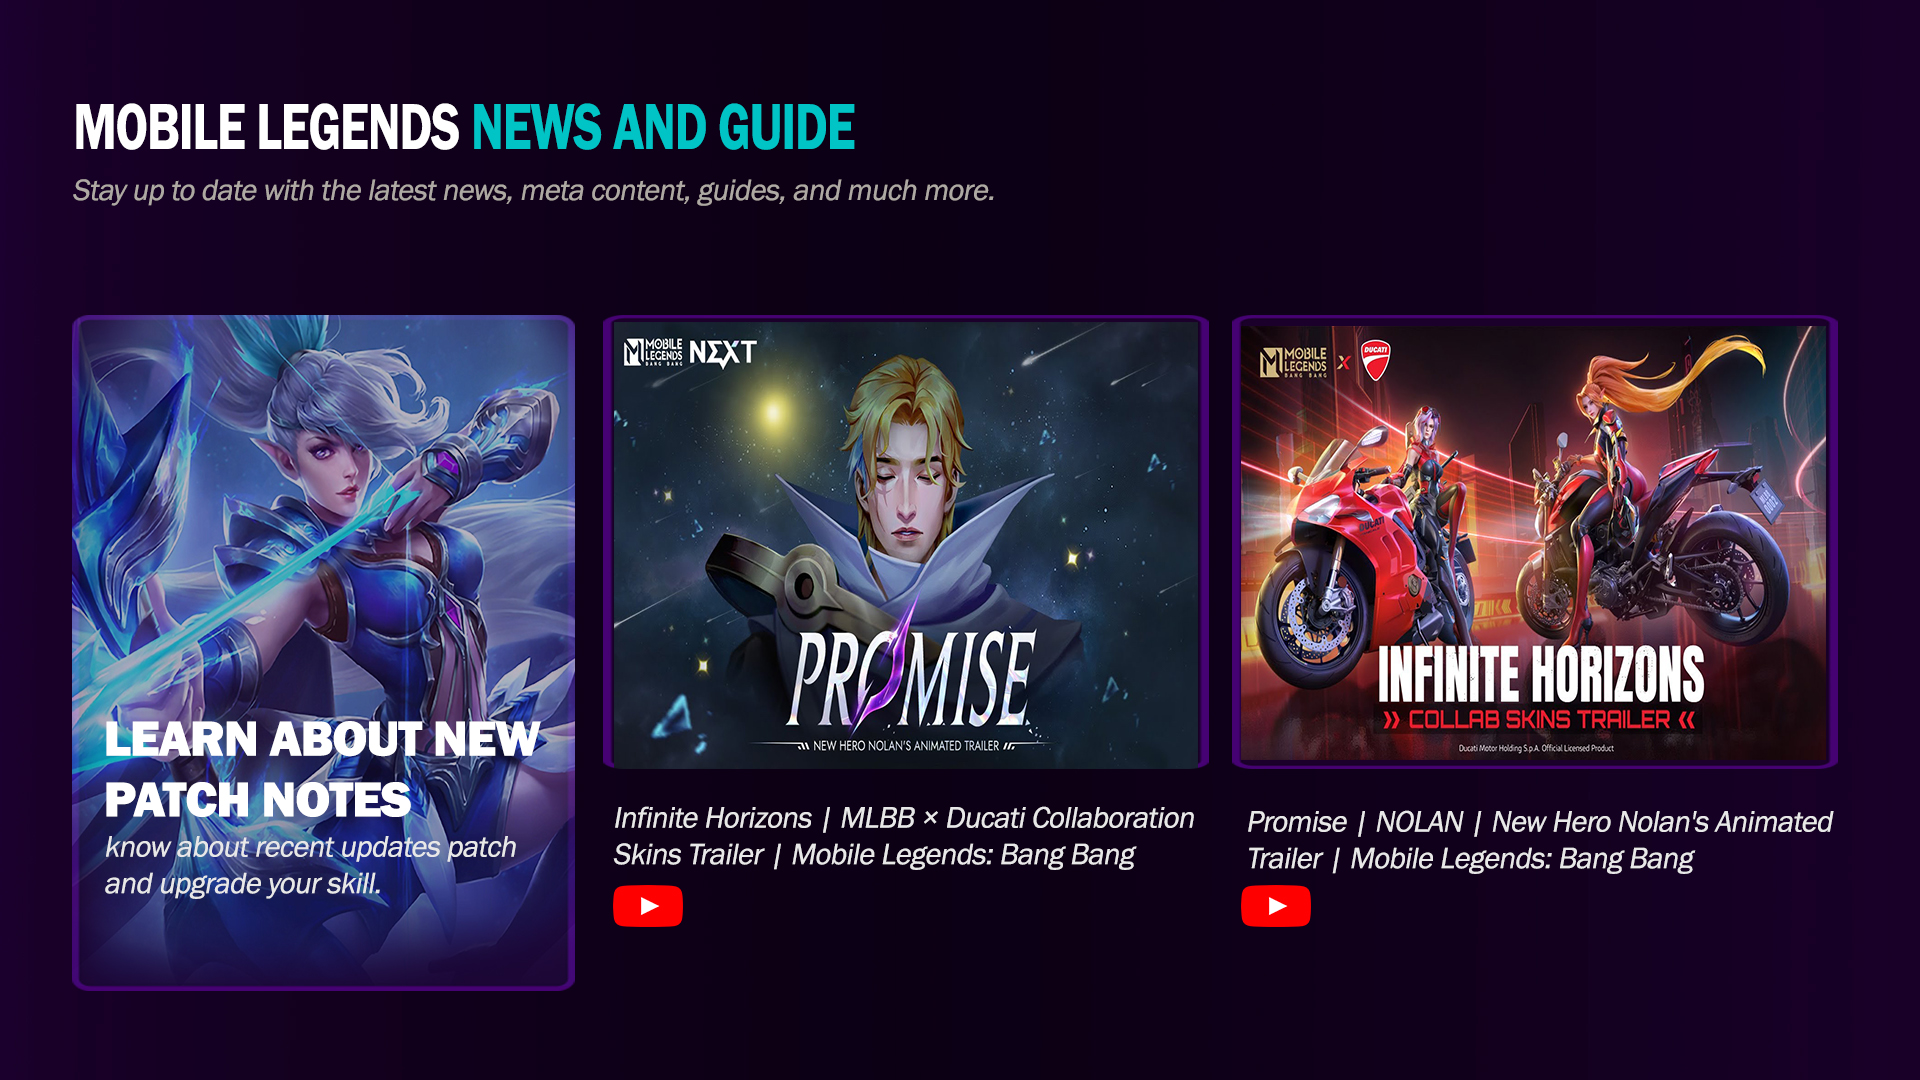 MOBILE LEGENDS NEWS AND GUIDE
Stay up to date with the latest news, meta content, guides, and much more.
LEARN ABOUT NEW
PATCH NOTES
know about recent updates patch
and upgrade your skill.
MOBILE
LEGENDS
BANG BANG
NEXT
PROMISE
NEW HERO NOLAN'S ANIMATED TRAILER
Infinite Horizons | MLBB × Ducati Collaboration
Skins Trailer | Mobile Legends: Bang Bang
MOBILE
LEGENDS
BANG BANG
X
DUCATI
DUCATI
INFINITE HORIZONS
COLLAB SKINS TRAILER
Ducati Motor Holding S.p.A. Official Licensed Product
Promise | NOLAN | New Hero Nolan's Animated
Trailer | Mobile Legends: Bang Bang